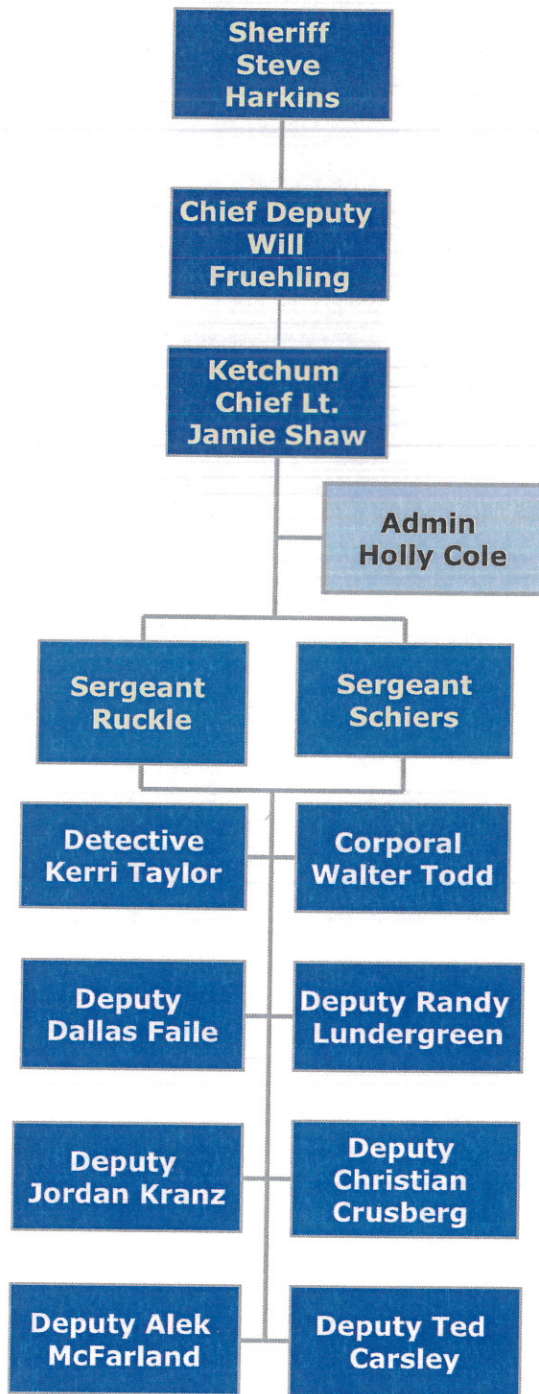 Sheriff
Steve
Harkins
Chief Deputy
Will
Fruehling
Ketchum
Chief Lt.
Jamie Shaw
Admin
Holly Cole
Sergeant
Ruckle
Sergeant
Schiers
Detective
Kerri Taylor
Corporal
Walter Todd
Deputy
Dallas Faile
Deputy Randy
Lundergreen
Deputy
Jordan Kranz
Deputy
Christian
Crusberg
Deputy Alek
McFarland
Deputy Ted
Carsley